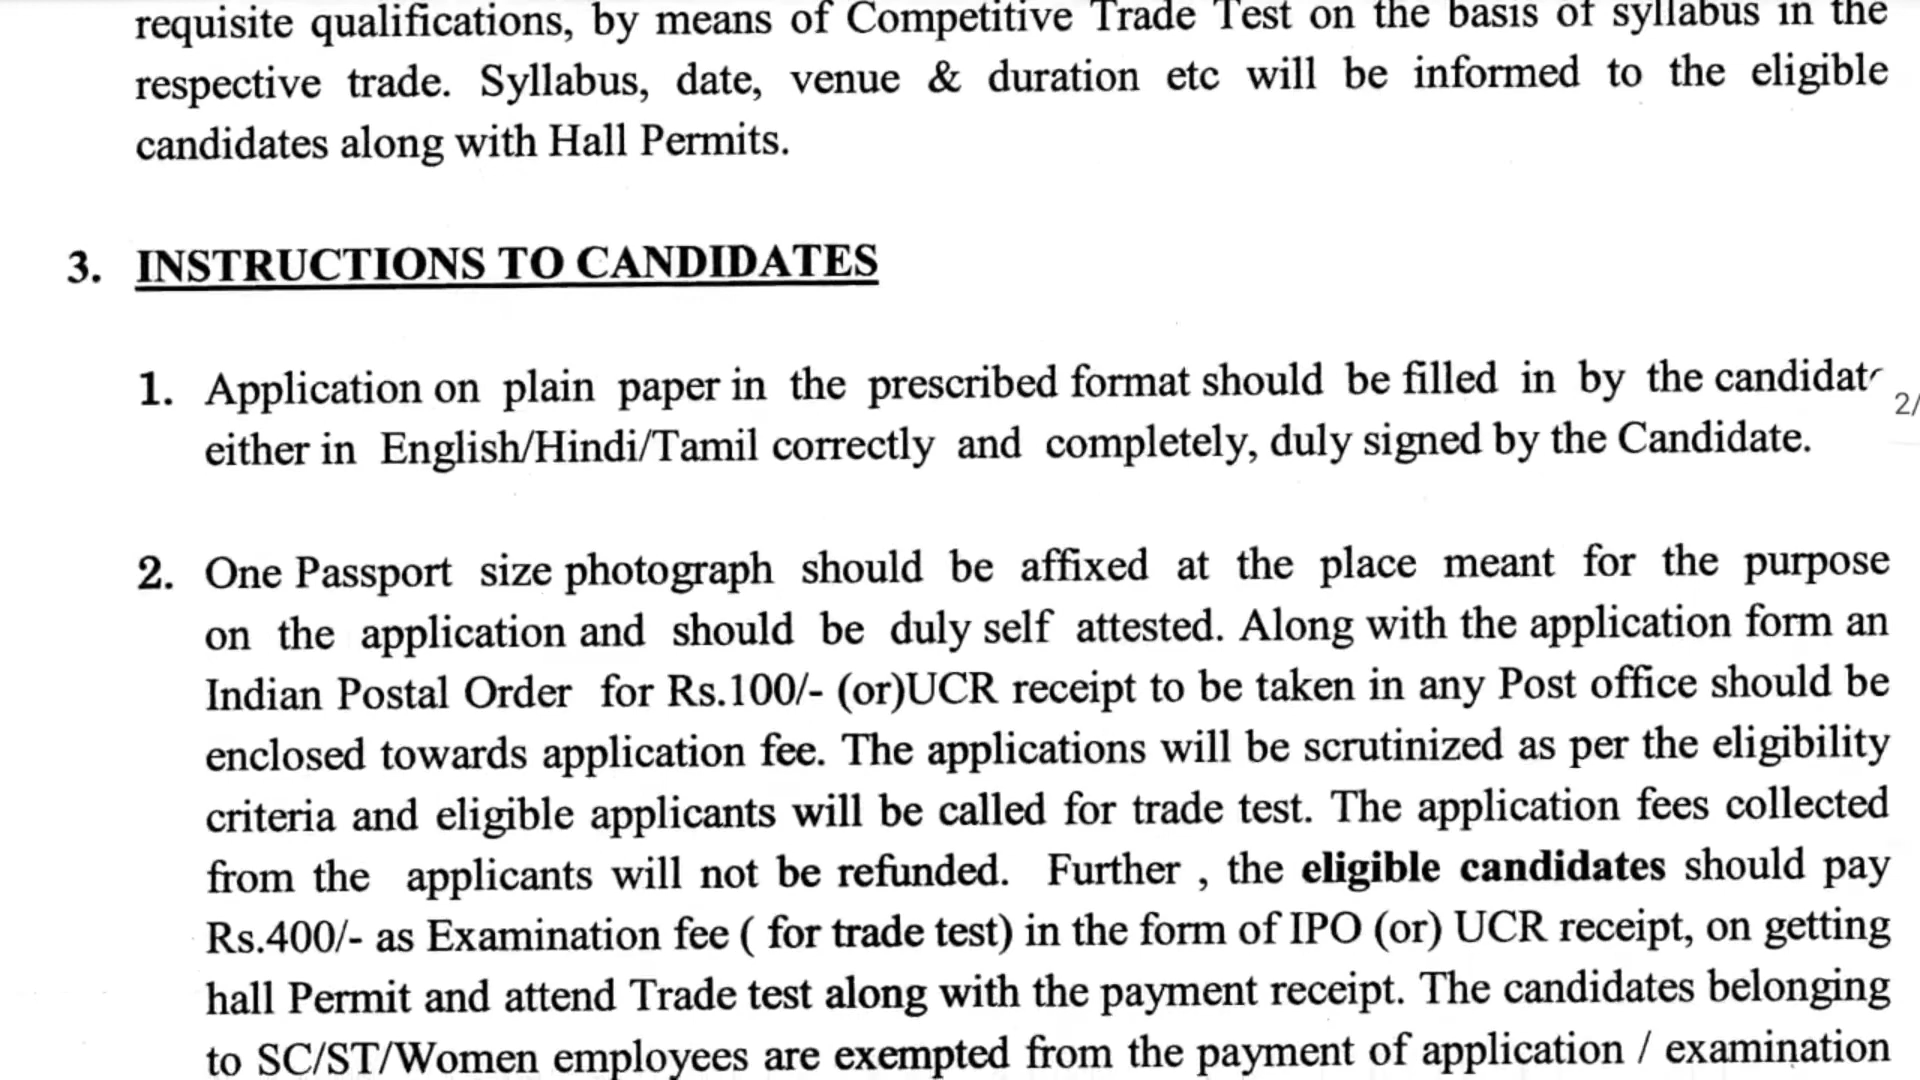 requisite qualifications, by means of Competitive Trade Test on the basis of syllabus in the
respective trade. Syllabus, date, venue & duration etc will be informed to the eligible
candidates along with Hall Permits.
3. INSTRUCTIONS TO CANDIDATES
1. Application on plain paper in the prescribed format should be filled in by the candidate
either in English/Hindi/Tamil correctly and completely, duly signed by the Candidate.
2/
2. One Passport size photograph should be affixed at the place meant for the purpose
on the application and should be duly self attested. Along with the application form an
Indian Postal Order for Rs.100/- (or)UCR receipt to be taken in any Post office should be
enclosed towards application fee. The applications will be scrutinized as per the eligibility
criteria and eligible applicants will be called for trade test. The application fees collected
from the applicants will not be refunded. Further , the eligible candidates should pay
Rs.400/- as Examination fee ( for trade test) in the form of IPO (or) UCR receipt, on getting
hall Permit and attend Trade test along with the payment receipt. The candidates belonging
to SC/ST/Women employees are exempted from the payment of application / examination